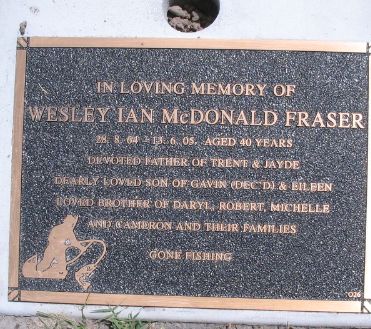 IN LOVING MEMORY OF
WESLEY IAN McDONALD FRASER
28. 8. 64 - 13. 6. 05. AGED 40 YEARS
DEVOTED FATHER OF TRENT & JAYDE
DEARLY LOVED SON OF GAVIN (DEC'D) & EILEEN
LOVED BROTHER OF DARYL, ROBERT, MICHELLE
AND CAMERON AND THEIR FAMILIES
GONE FISHING